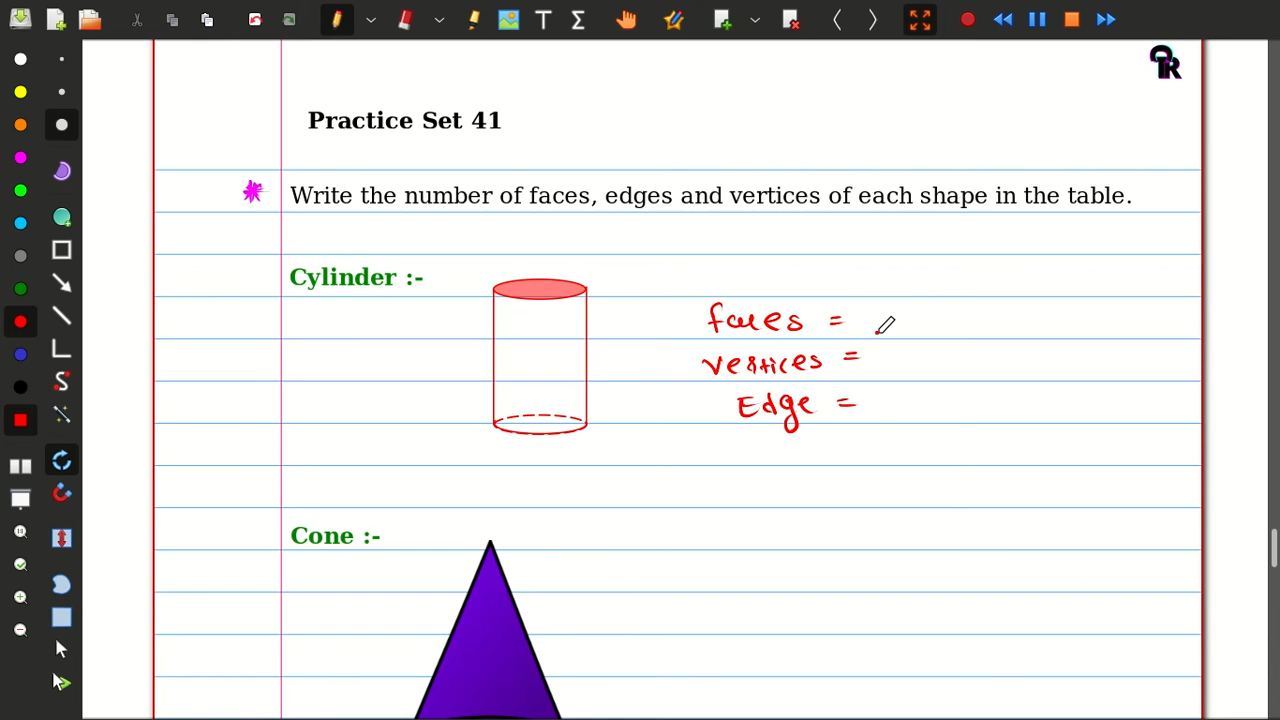 Practice Set 41
Write the number of faces, edges and vertices of each shape in the table.
Cylinder :-
faces =
vertices =
Edge =
Cone :-